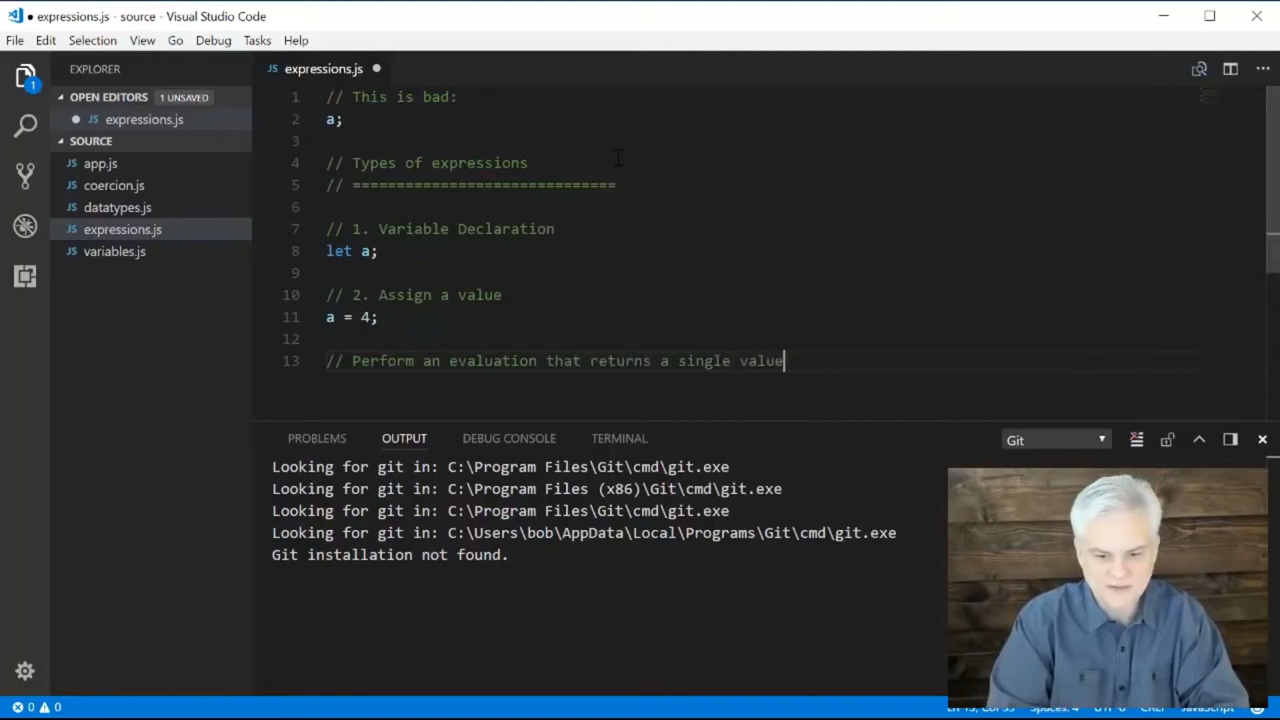 ● expressions.js - source - Visual Studio Code
File Edit Selection View Go Debug Tasks Help
EXPLORER
JS expressions.js ●
1
OPEN EDITORS 1 UNSAVED
● JS expressions.js
SOURCE
JS app.js
JS coercion.js
JS datatypes.js
JS expressions.js
JS variables.js
1 // This is bad:
2 a;
3
4 // Types of expressions
5 // ==============================
6
7 // 1. Variable Declaration
8 let a;
9
10 // 2. Assign a value
11 a = 4;
12
13 // Perform an evaluation that returns a single value
PROBLEMS OUTPUT DEBUG CONSOLE TERMINAL Git
Looking for git in: C:\Program Files\Git\cmd\git.exe
Looking for git in: C:\Program Files (x86)\Git\cmd\git.exe
Looking for git in: C:\Program Files\Git\cmd\git.exe
Looking for git in: C:\Users\bob\AppData\Local\Programs\Git\cmd\git.exe
Git installation not found.
0 0